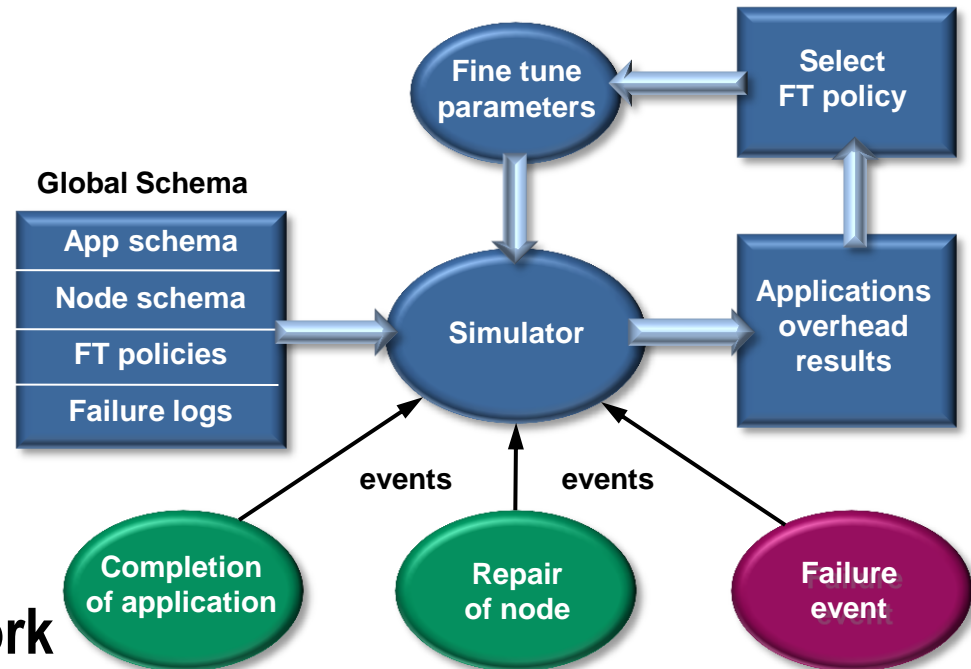 Fine tune
parameters
Select
FT policy
Global Schema
App schema
Node schema
FT policies
Failure logs
Simulator
Applications
overhead
results
events
events
Completion
of application
Repair
of node
Failure
event
ork